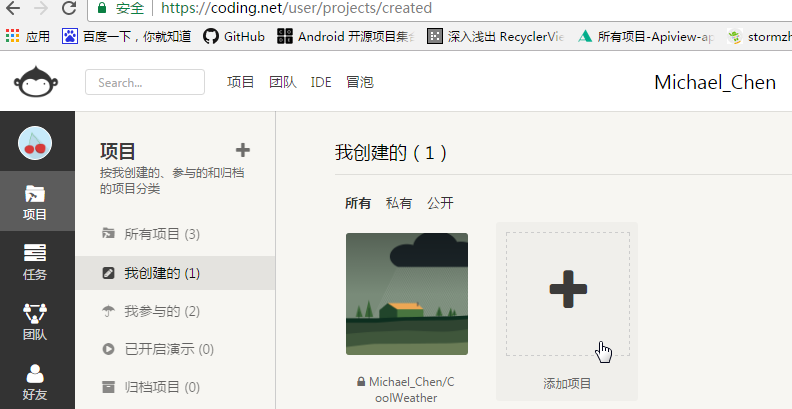 安全 https://coding.net/user/projects/created
应用 百度一下，你就知道 GitHub Android 开源项目集合 深入浅出 RecyclerVie 所有项目-Apiview-ap stormzh
Search... 项目 团队 IDE 冒泡 Michael_Chen
项目
按我创建的、参与的和归档
的项目分类
所有项目 (3)
我创建的 (1)
我参与的 (2)
已开启演示 (0)
归档项目 (0)
项目
任务
团队
好友
我创建的（1）
所有 私有 公开
Michael_Chen/C
oolWeather
添加项目